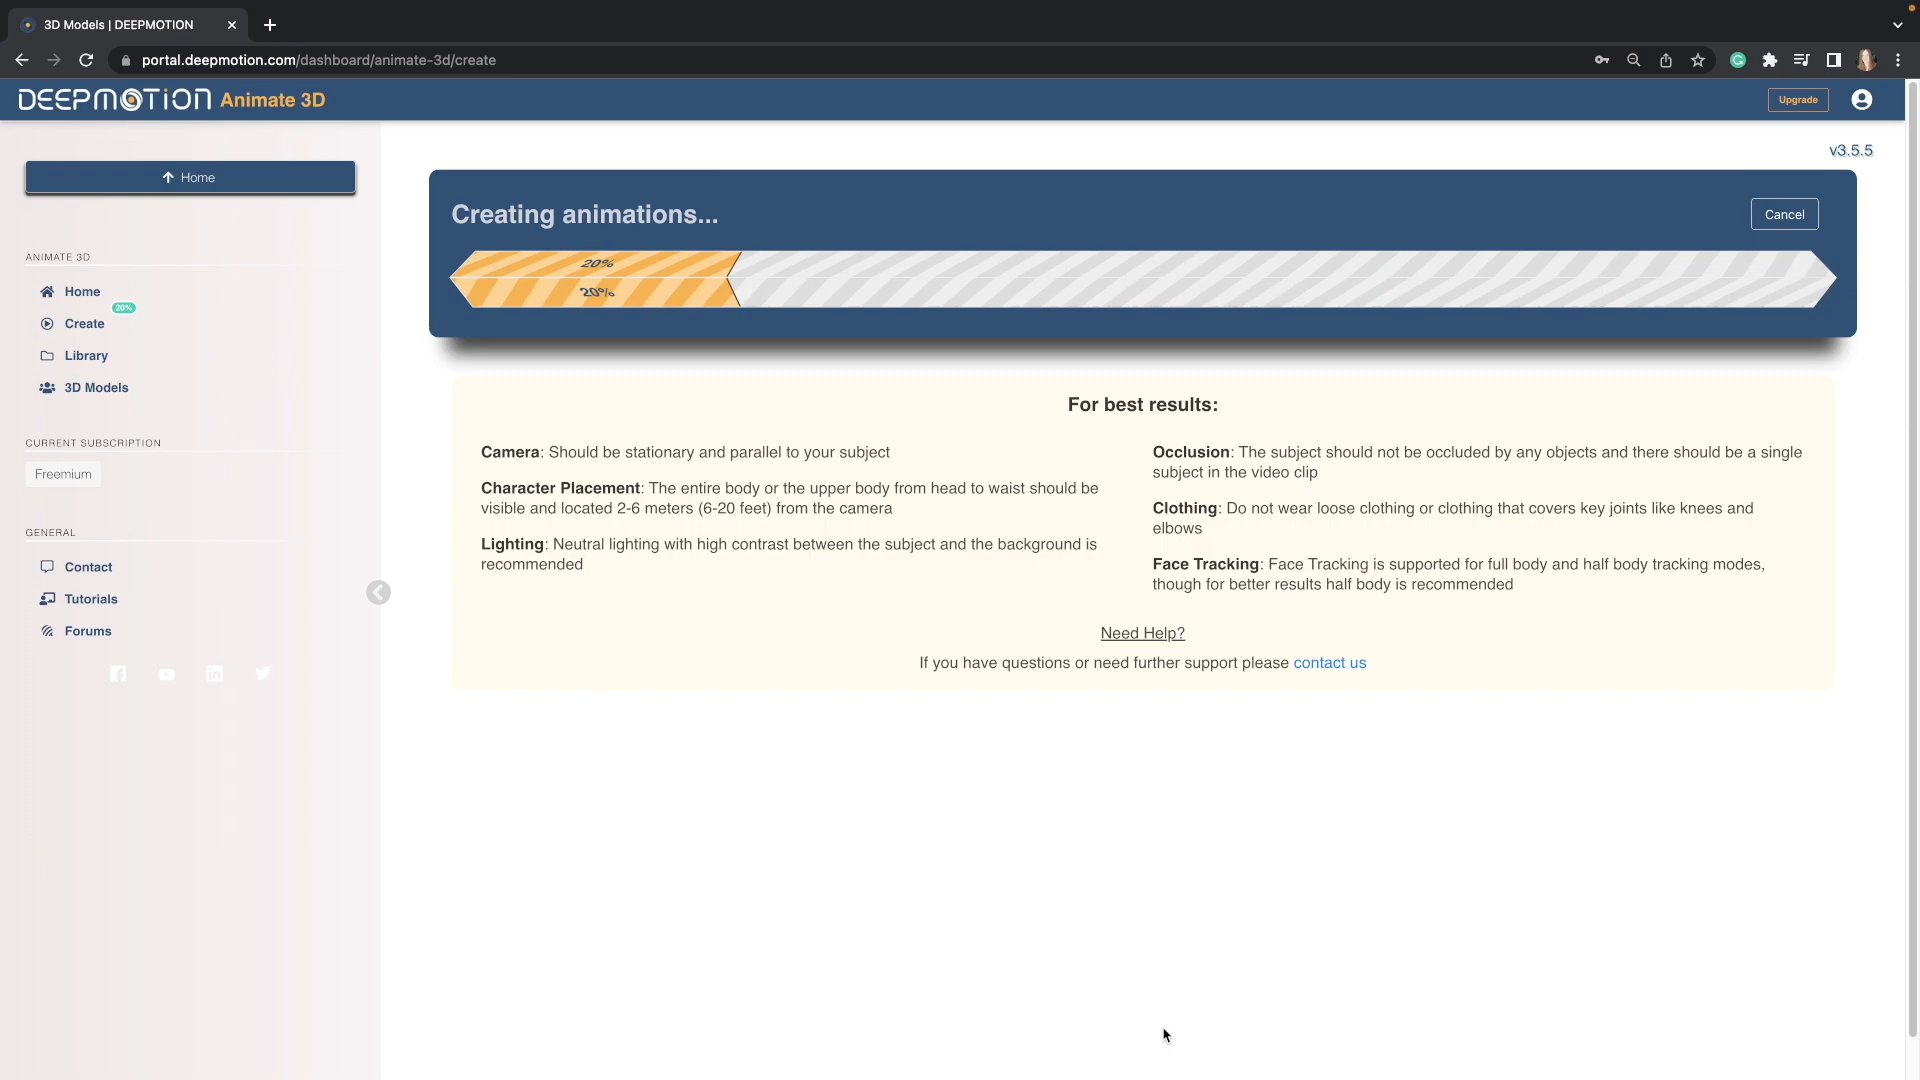 3D Models | DEEPMOTION
portal.deepmotion.com/dashboard/animate-3d/create
DEEPMOTION Animate 3D
Upgrade
v3.5.5
Home
Creating animations...
Cancel
20%
20%
ANIMATE 3D
Home
20%
Create
Library
3D Models
CURRENT SUBSCRIPTION
Freemium
GENERAL
Contact
Tutorials
Forums
For best results:
Camera: Should be stationary and parallel to your subject
Character Placement: The entire body or the upper body from head to waist should be
visible and located 2-6 meters (6-20 feet) from the camera
Lighting: Neutral lighting with high contrast between the subject and the background is
recommended
Occlusion: The subject should not be occluded by any objects and there should be a single
subject in the video clip
Clothing: Do not wear loose clothing or clothing that covers key joints like knees and
elbows
Face Tracking: Face Tracking is supported for full body and half body tracking modes,
though for better results half body is recommended
Need Help?
If you have questions or need further support please contact us